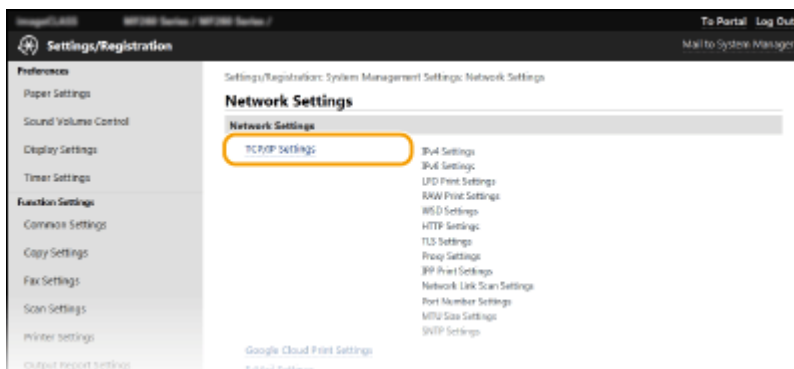 To Portal Log Out
Settings/Registration
Mail to System Manager
Preferences
Paper Settings
Sound Volume Control
Display Settings
Timer Settings
Function Settings
Common Settings
Copy Settings
Fax Settings
Scan Settings
Printer Settings
Output Report Settings
Settings/Registration: System Management Settings: Network Settings
Network Settings
Network Settings
TCP/IP Settings
IPv4 Settings
IPv6 Settings
LPD Print Settings
RAW Print Settings
WSD Settings
HTTP Settings
TLS Settings
Proxy Settings
IPP Print Settings
Network Link Scan Settings
Port Number Settings
MTU Size Settings
SNTP Settings
Google Cloud Print Settings